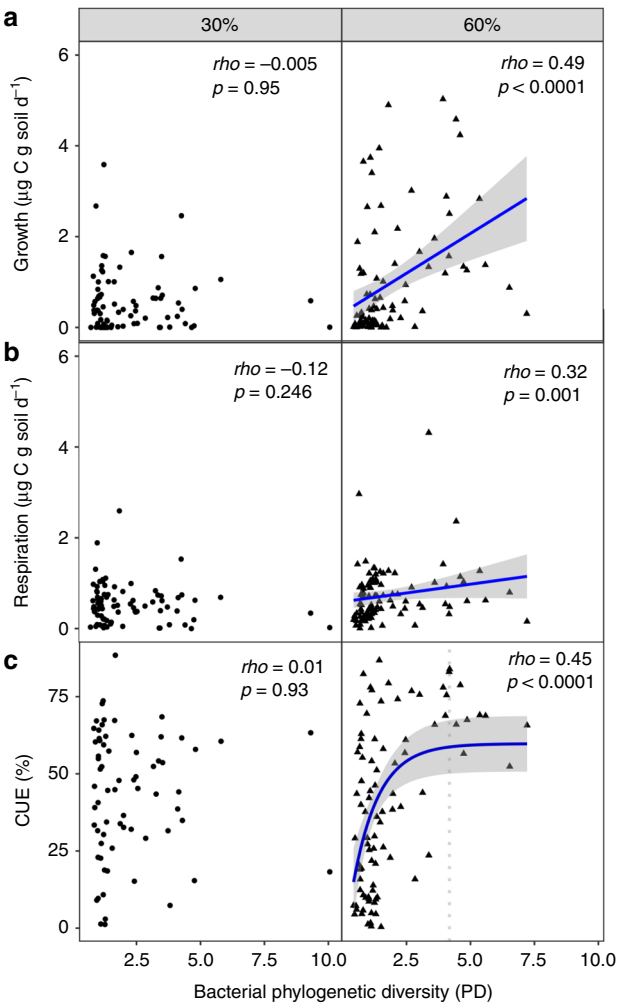 a
30%
60%
6
4
2
0
Growth (µg C g soil d⁻¹)
rho = −0.005
p = 0.95
rho = 0.49
p < 0.0001
b
6
4
2
0
Respiration (µg C g soil d⁻¹)
rho = −0.12
p = 0.246
rho = 0.32
p = 0.001
c
75
50
25
0
CUE (%)
rho = 0.01
p = 0.93
rho = 0.45
p < 0.0001
2.5 5.0 7.5 10.0 2.5 5.0 7.5 10.0
Bacterial phylogenetic diversity (PD)